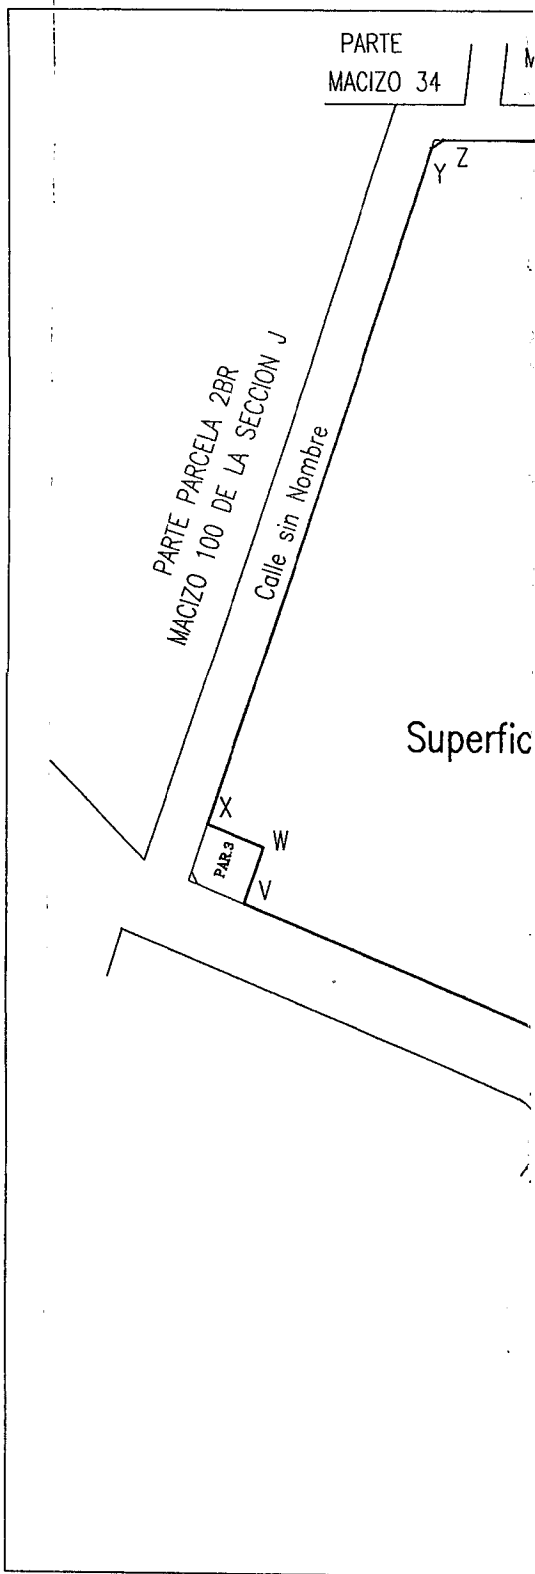 PARTE
MACIZO 34
Z
Y
PARTE PARCELA 2BR
MACIZO 100 DE LA SECCION J
Calle sin Nombre
Superfic
X
W
PAR.3
V